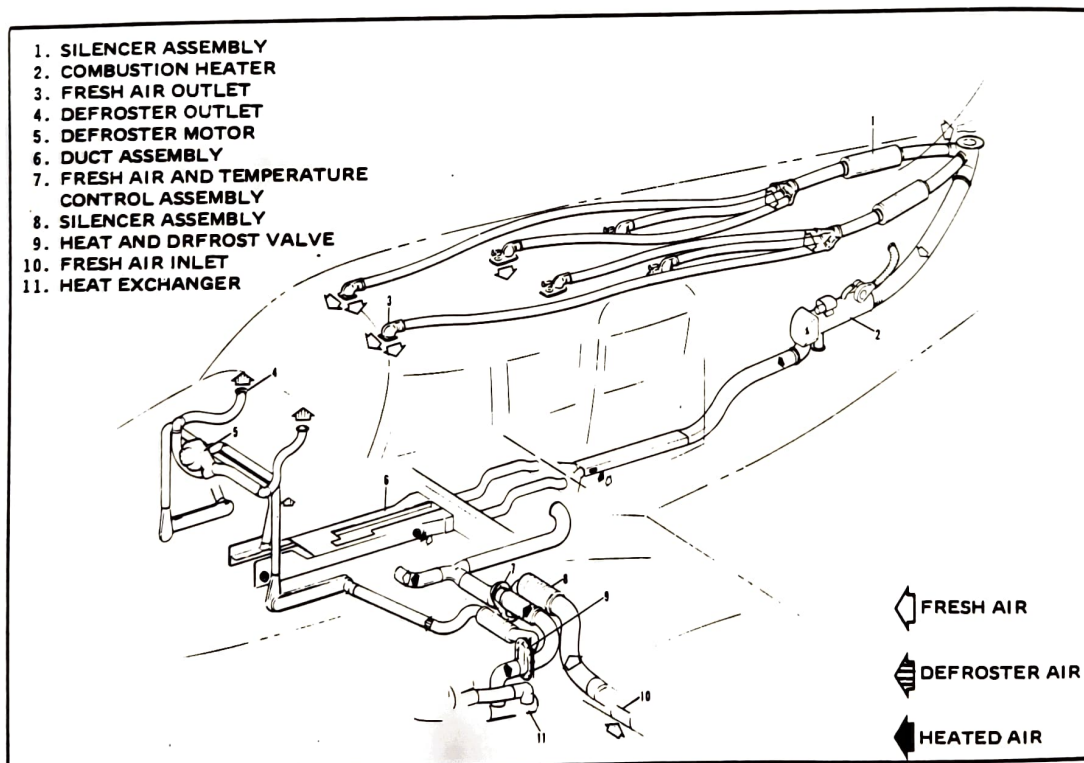 1. SILENCER ASSEMBLY
2. COMBUSTION HEATER
3. FRESH AIR OUTLET
4. DEFROSTER OUTLET
5. DEFROSTER MOTOR
6. DUCT ASSEMBLY
7. FRESH AIR AND TEMPERATURE
CONTROL ASSEMBLY
8. SILENCER ASSEMBLY
9. HEAT AND DRFROST VALVE
10. FRESH AIR INLET
11. HEAT EXCHANGER
1
2
3
4
5
6
7
8
9
10
11
FRESH AIR
DEFROSTER AIR
HEATED AIR